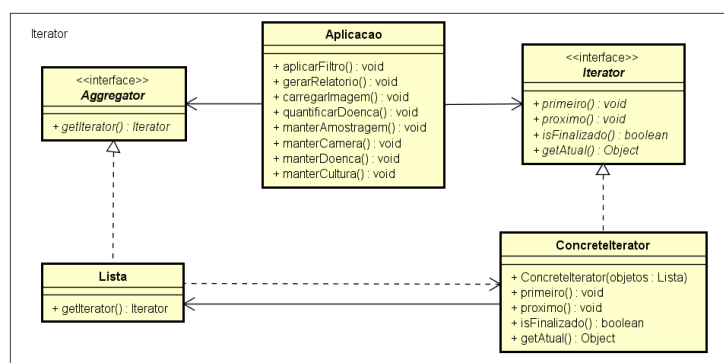 Iterator
Aplicacao
+ aplicarFiltro() : void
+ gerarRelatorio() : void
+ carregarImagem() : void
+ quantificarDoenca() : void
+ manterAmostragem() : void
+ manterCamera() : void
+ manterDoenca() : void
+ manterCultura() : void
<<interface>>
Aggregator
+ getIterator() : Iterator
<<interface>>
Iterator
+ primeiro() : void
+ proximo() : void
+ isFinalizado() : boolean
+ getAtual() : Object
Lista
+ getIterator() : Iterator
ConcreteIterator
+ ConcreteIterator(objetos : Lista)
+ primeiro() : void
+ proximo() : void
+ isFinalizado() : boolean
+ getAtual() : Object